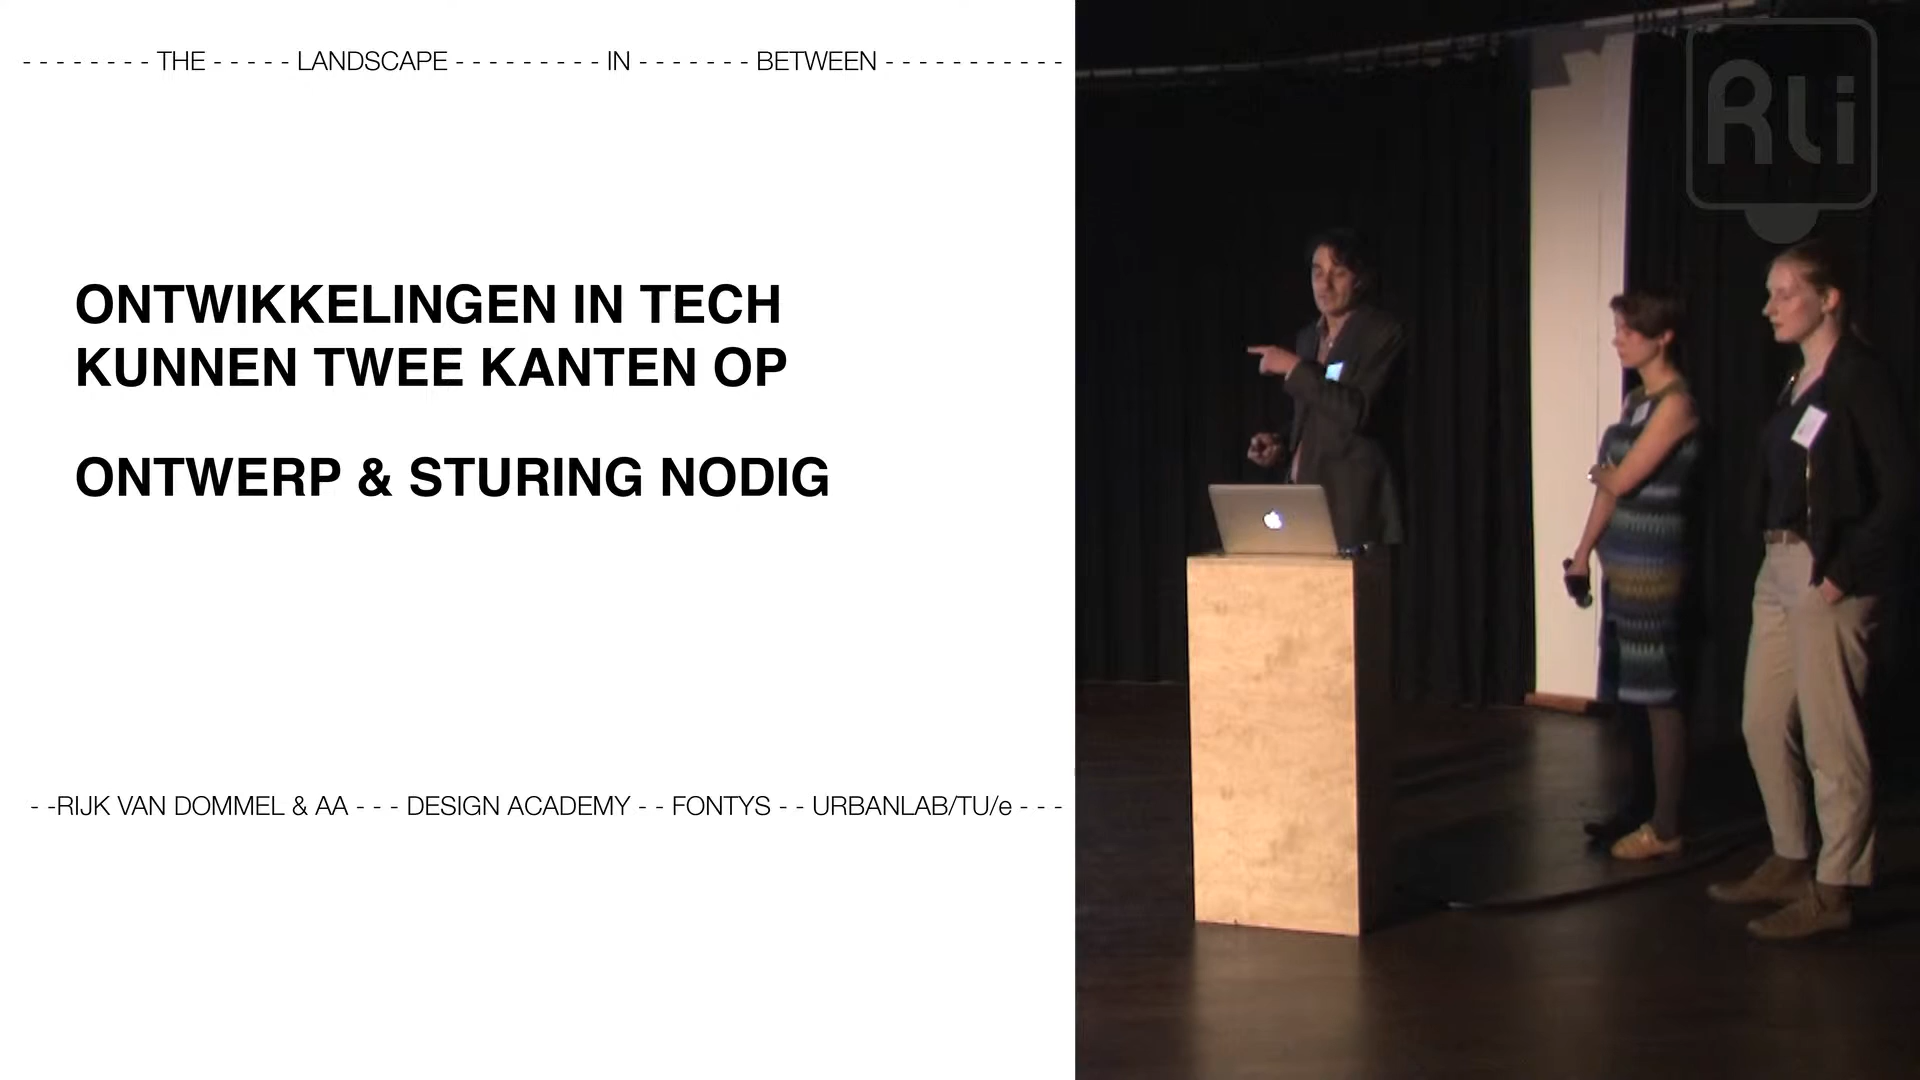 - - - - - - - - THE - - - - - LANDSCAPE - - - - - - - - - IN - - - - - - - BETWEEN - - - - - - - - - - -
Rli
ONTWIKKELINGEN IN TECH
KUNNEN TWEE KANTEN OP
ONTWERP & STURING NODIG
- -RIJK VAN DOMMEL & AA - - - DESIGN ACADEMY - - FONTYS - - URBANLAB/TU/e - - -